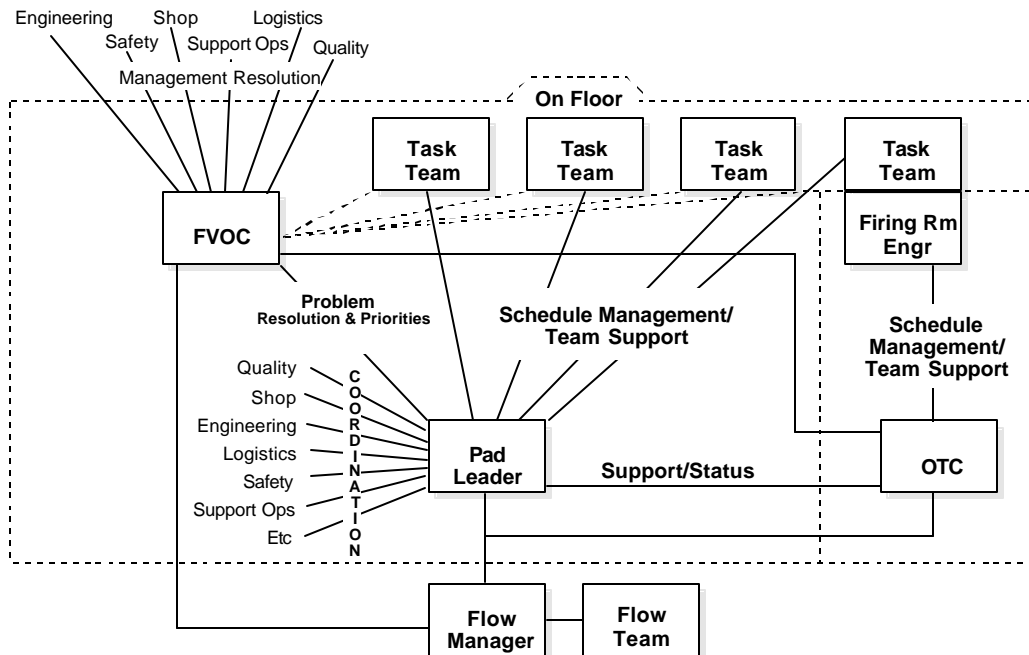 Engineering
Shop
Logistics
Safety
Support Ops
Quality
Management Resolution
On Floor
Task
Team
Task
Team
Task
Team
Task
Team
FVOC
Firing Rm
Engr
Problem
Resolution & Priorities
Schedule Management/
Team Support
Schedule
Management/
Team Support
Quality
Shop
Engineering
Logistics
Safety
Support Ops
Etc
COORDINATION
Pad
Leader
Support/Status
OTC
Flow
Manager
Flow
Team